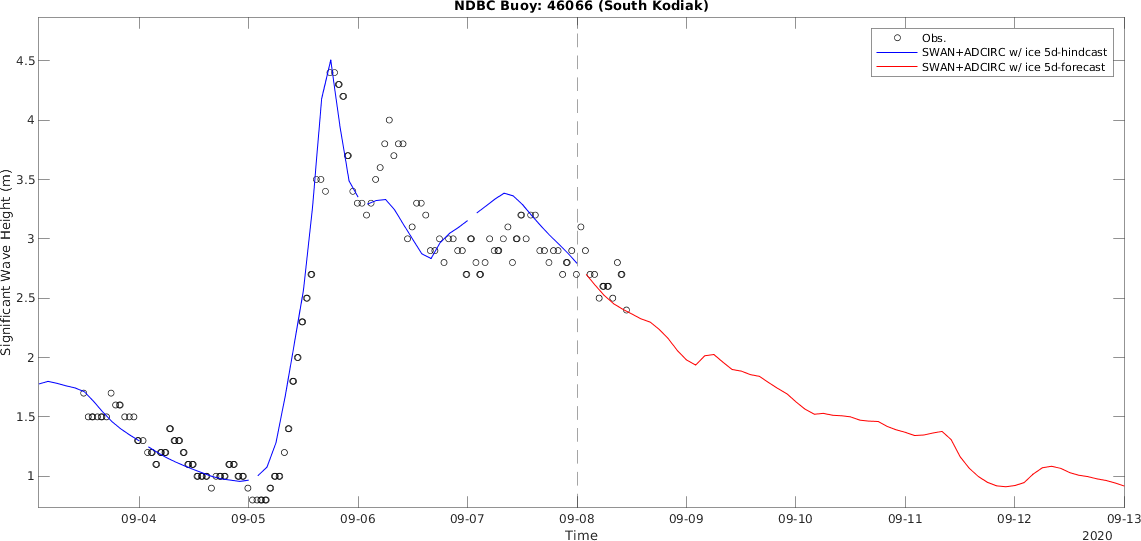 NDBC Buoy: 46066 (South Kodiak)
Obs.
SWAN+ADCIRC w/ ice 5d-hindcast
SWAN+ADCIRC w/ ice 5d-forecast
Significant Wave Height (m)
4.5
4
3.5
3
2.5
2
1.5
1
09-04 09-05 09-06 09-07 09-08 09-09 09-10 09-11 09-12 09-13
Time
2020